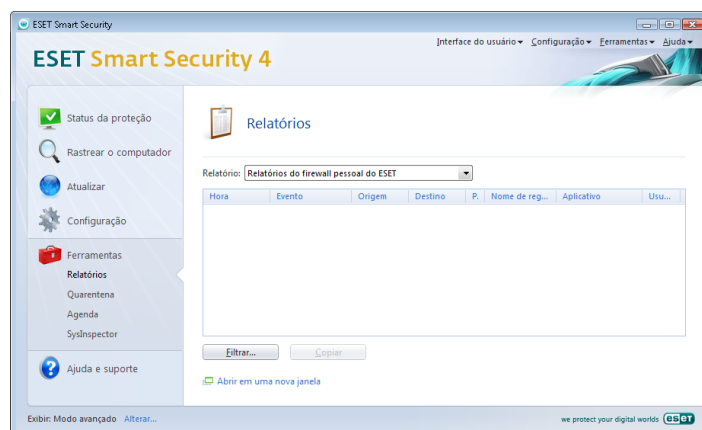 ESET Smart Security
ESET Smart Security 4
Interface do usuário Configuração Ferramentas Ajuda
Status da proteção
Rastrear o computador
Atualizar
Configuração
Ferramentas
Relatórios
Quarentena
Agenda
SysInspector
Ajuda e suporte
Relatórios
Relatório: Relatórios do firewall pessoal do ESET
Hora Evento Origem Destino P. Nome de reg... Aplicativo Usu...
Filtrar... Copiar
Abrir em uma nova janela
Exibir: Modo avançado Alterar...
we protect your digital worlds eset